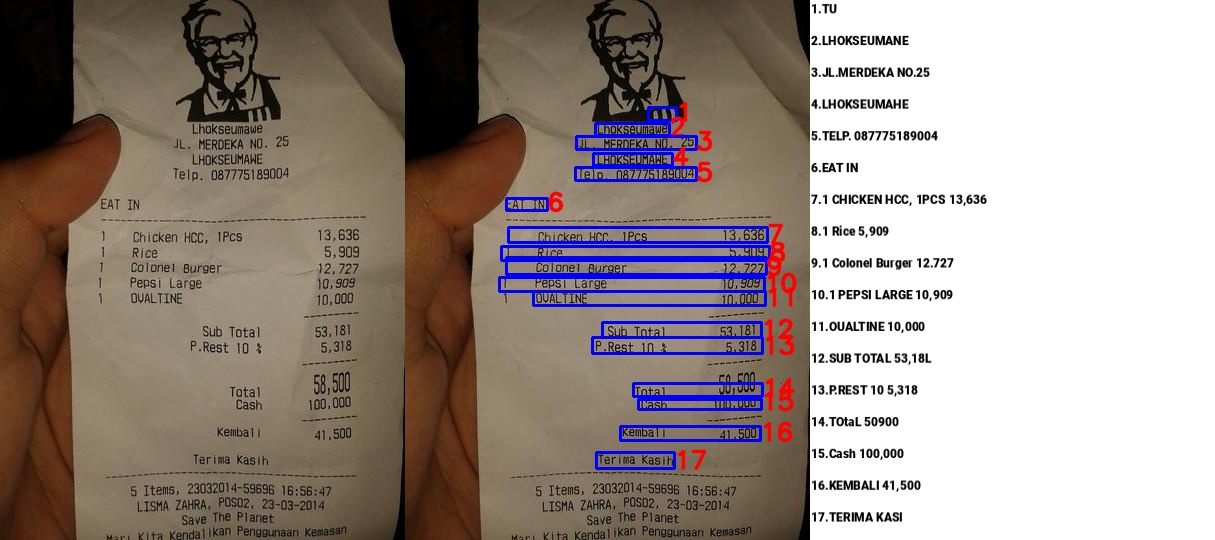 Lhokseumawe
JL. MERDEKA NO. 25
LHOKSEUMAWE
Telp. 087775189004
EAT IN
1 Chicken HCC, 1Pcs 13,636
1 Rice 5,909
1 Colonel Burger 12,727
1 Pepsi Large 10,909
1 OVALTINE 10,000
Sub Total 53,181
P.Rest 10 % 5,318
Total 58,500
Cash 100,000
Kembali 41,500
Terima Kasih
5 Items, 23032014-59696 16:56:47
LISMA ZAHRA, POS02, 23-03-2014
Save The Planet
Mari Kita Kendalikan Penggunaan Kemasan
1
Lhokseumawe 2
JL. MERDEKA NO. 25 3
LHOKSEUMAWE 4
Telp. 087775189004 5
EAT IN 6
Chicken HCC, 1Pcs 13,636 7
1 Rice 5,909 8
Colonel Burger 12,727 9
1 Pepsi Large 10,909 10
1 OVALTINE 10,000 11
Sub Total 53,181 12
P.Rest 10 % 5,318 13
Total 58,500 14
Cash 100,000 15
Kembali 41,500 16
Terima Kasih 17
5 Items, 23032014-59696 16:56:47
LISMA ZAHRA, POS02, 23-03-2014
Save The Planet
Mari Kita Kendalikan Penggunaan Kemasan
1.TU
2.LHOKSEUMANE
3.JL.MERDEKA NO.25
4.LHOKSEUMAHE
5.TELP. 087775189004
6.EAT IN
7.1 CHICKEN HCC, 1PCS 13,636
8.1 Rice 5,909
9.1 Colonel Burger 12.727
10.1 PEPSI LARGE 10,909
11.OUALTINE 10,000
12.SUB TOTAL 53,18L
13.P.REST 10 5,318
14.TOtaL 50900
15.Cash 100,000
16.KEMBALI 41,500
17.TERIMA KASI